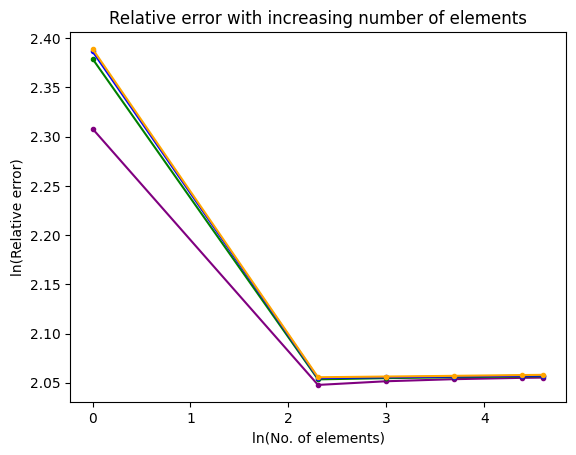 Relative error with increasing number of elements
ln(Relative error)
2.40
2.35
2.30
2.25
2.20
2.15
2.10
2.05
0 1 2 3 4
ln(No. of elements)